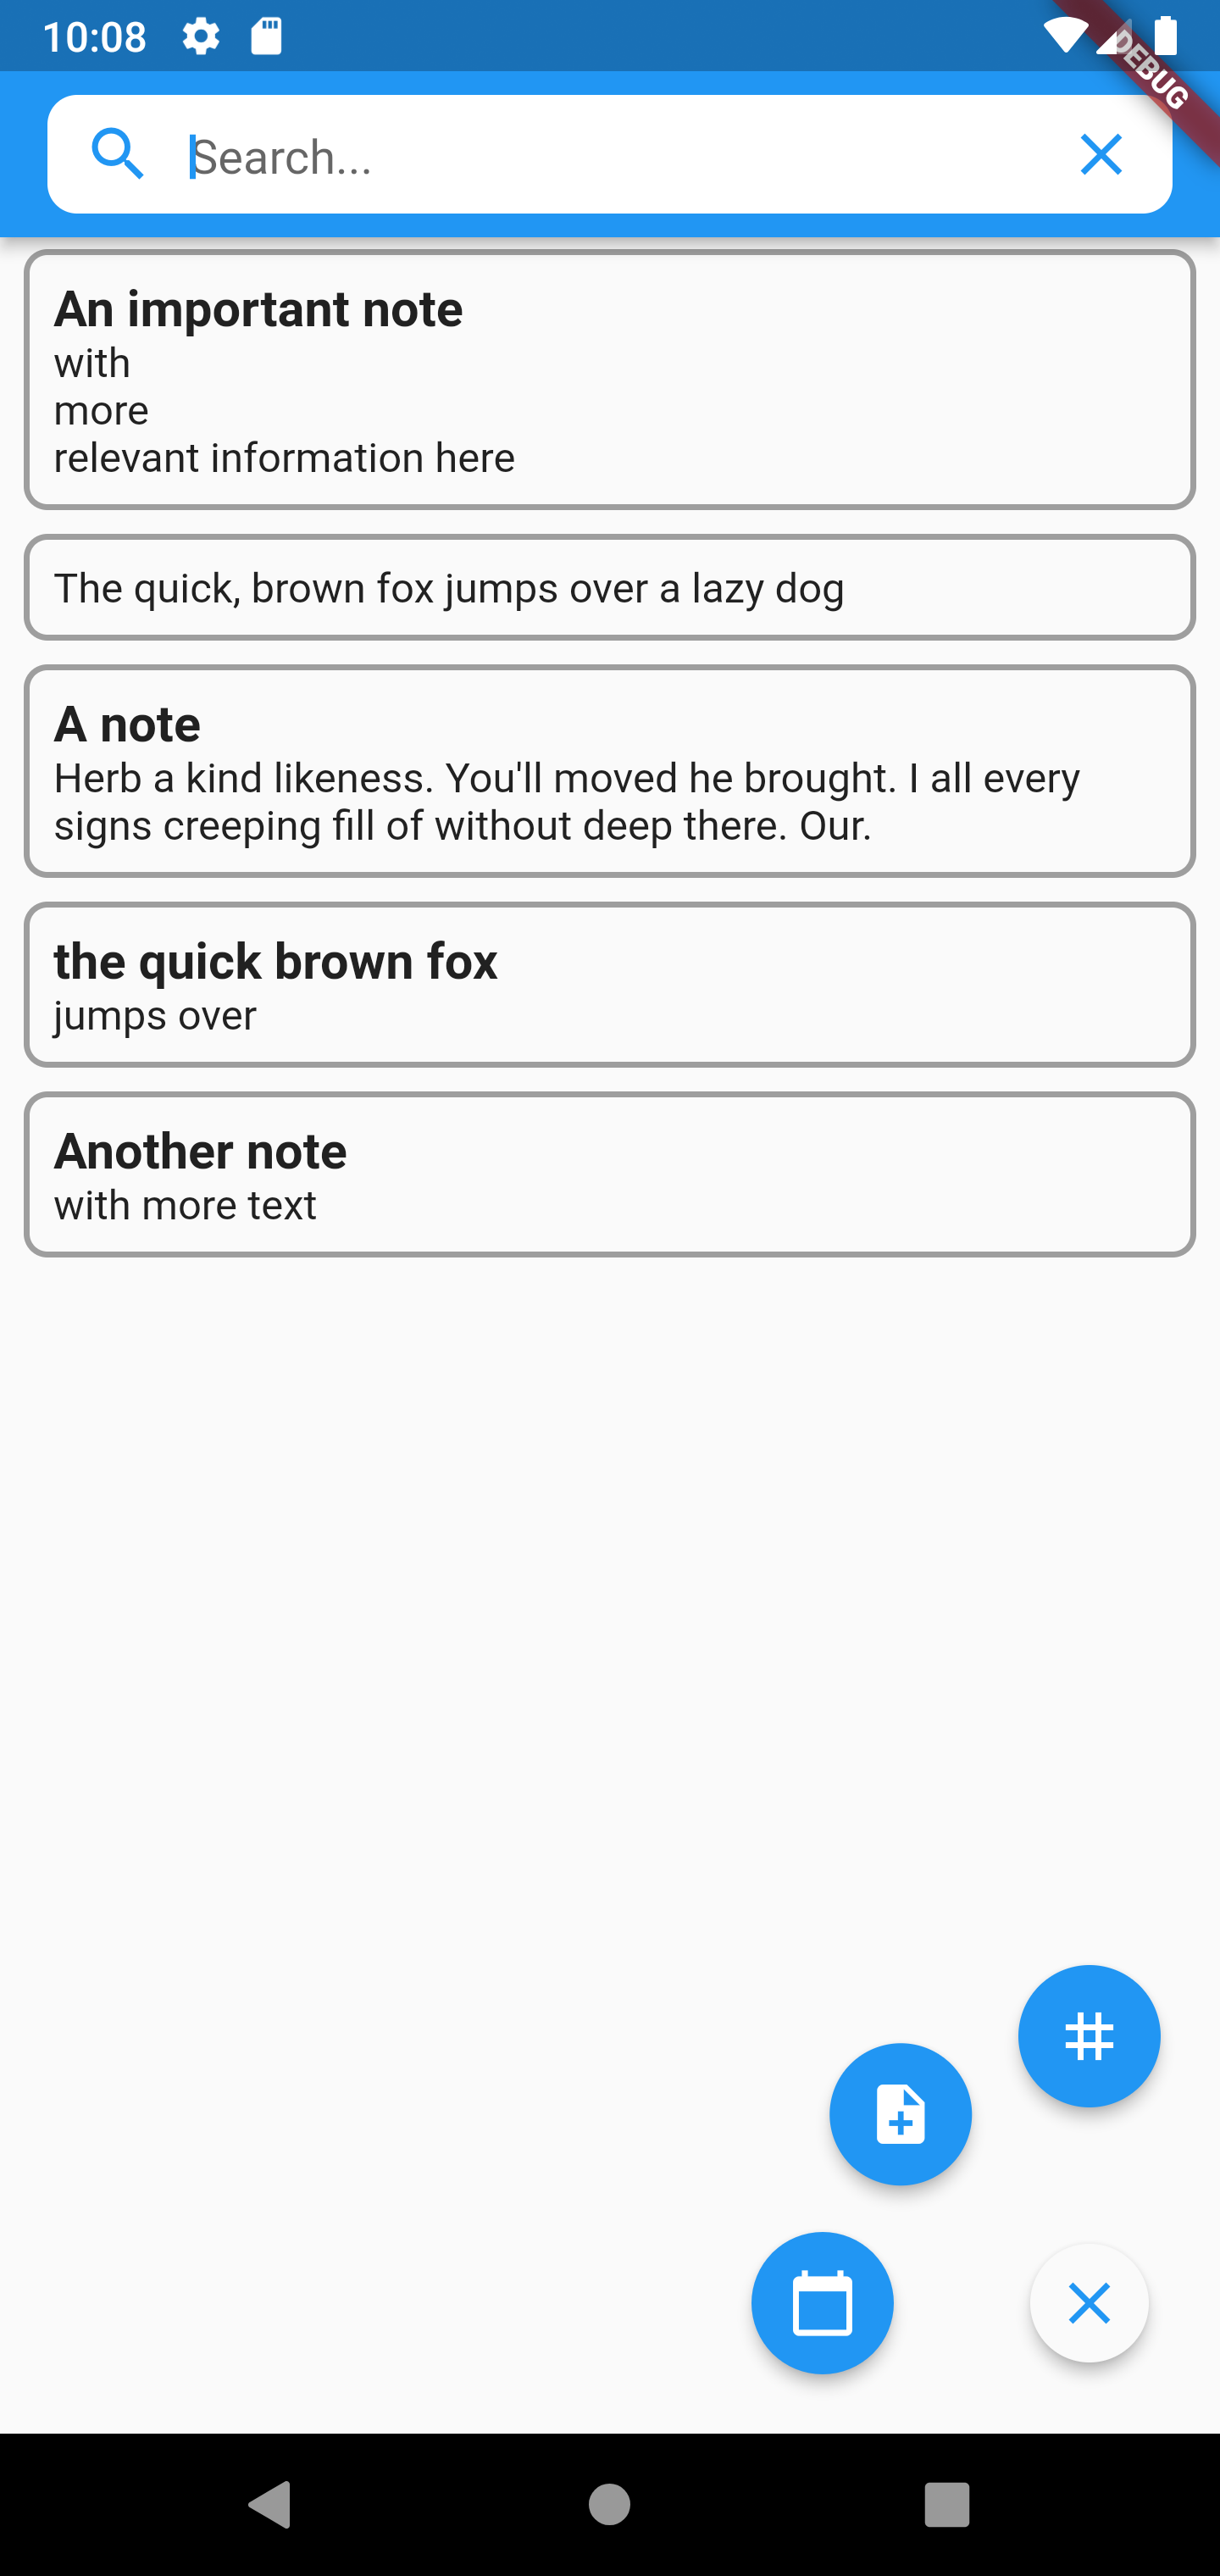 10:08
DEBUG
Search...
An important note
with
more
relevant information here
The quick, brown fox jumps over a lazy dog
A note
Herb a kind likeness. You'll moved he brought. I all every
signs creeping fill of without deep there. Our.
the quick brown fox
jumps over
Another note
with more text